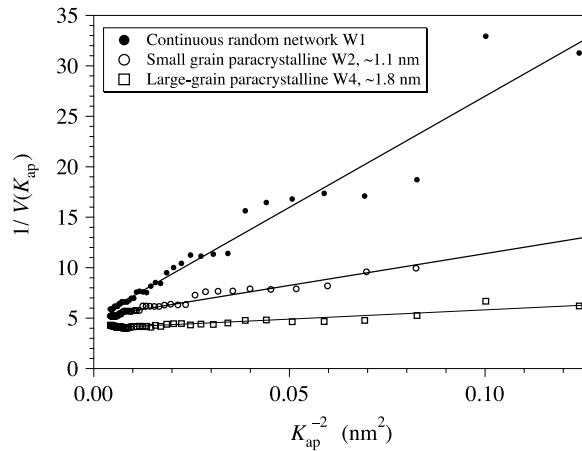 35
30
25
20
15
10
5
0
1/ V(K_ap)
● Continuous random network W1
○ Small grain paracrystalline W2, ~1.1 nm
□ Large-grain paracrystalline W4, ~1.8 nm
0.00 0.05 0.10
K_ap^-2 (nm^2)